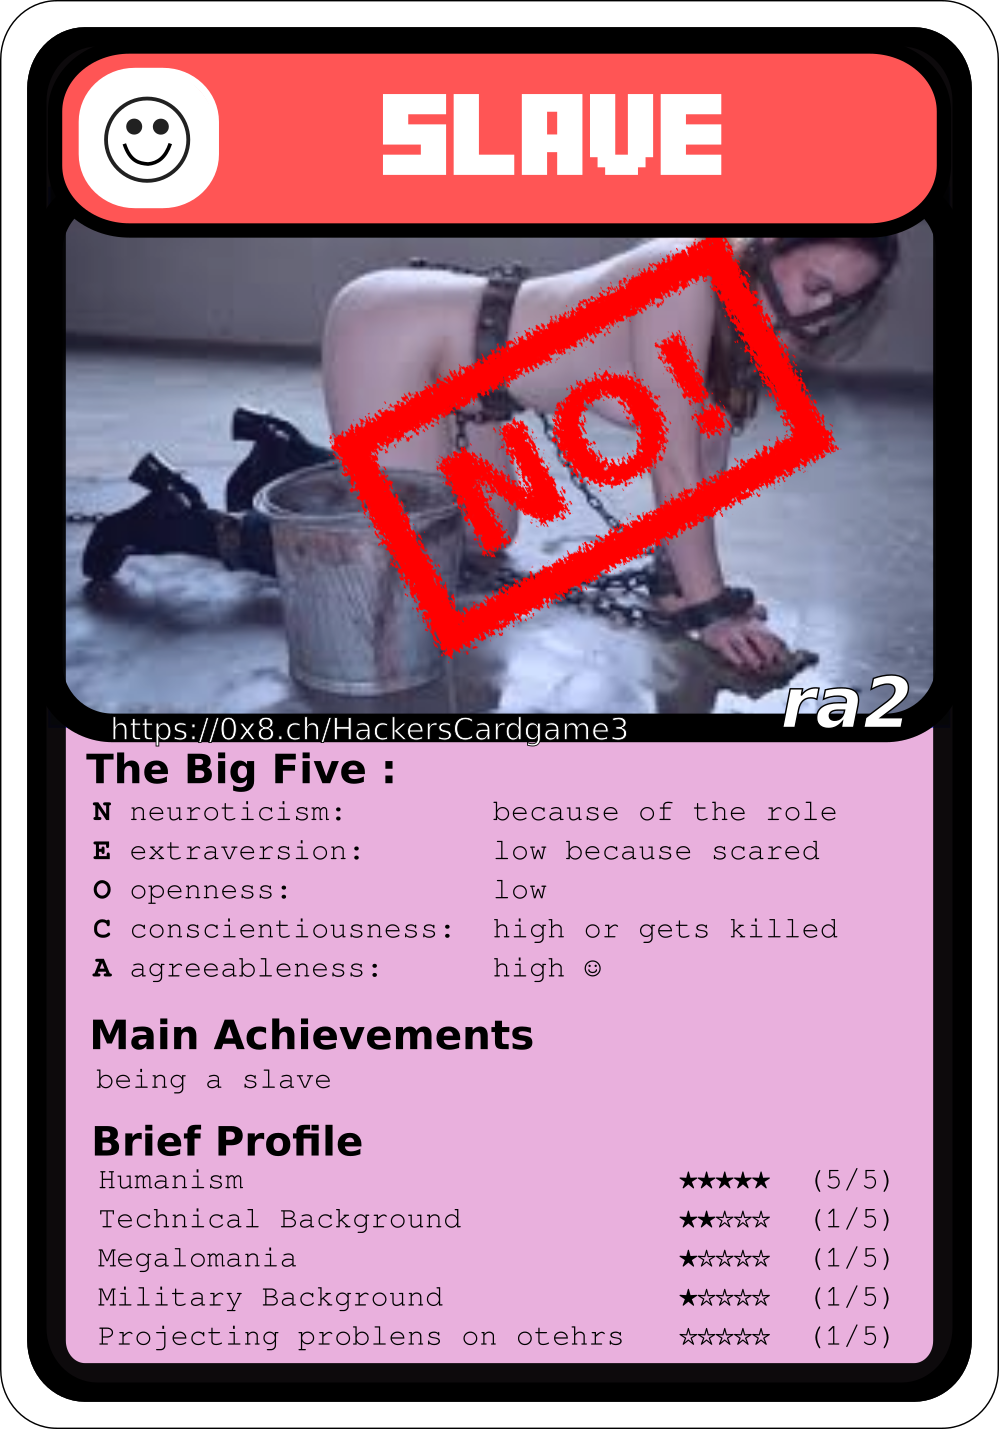 SLAVE
NO!
ra2
https://0x8.ch/HackersCardgame3
The Big Five :
N neuroticism: because of the role
E extraversion: low because scared
O openness: low
C conscientiousness: high or gets killed
A agreeableness: high ☺
Main Achievements
being a slave
Brief Profile
Humanism ★★★★★ (5/5)
Technical Background ★★☆☆☆ (1/5)
Megalomania ★☆☆☆☆ (1/5)
Military Background ★☆☆☆☆ (1/5)
Projecting problens on otehrs ☆☆☆☆☆ (1/5)